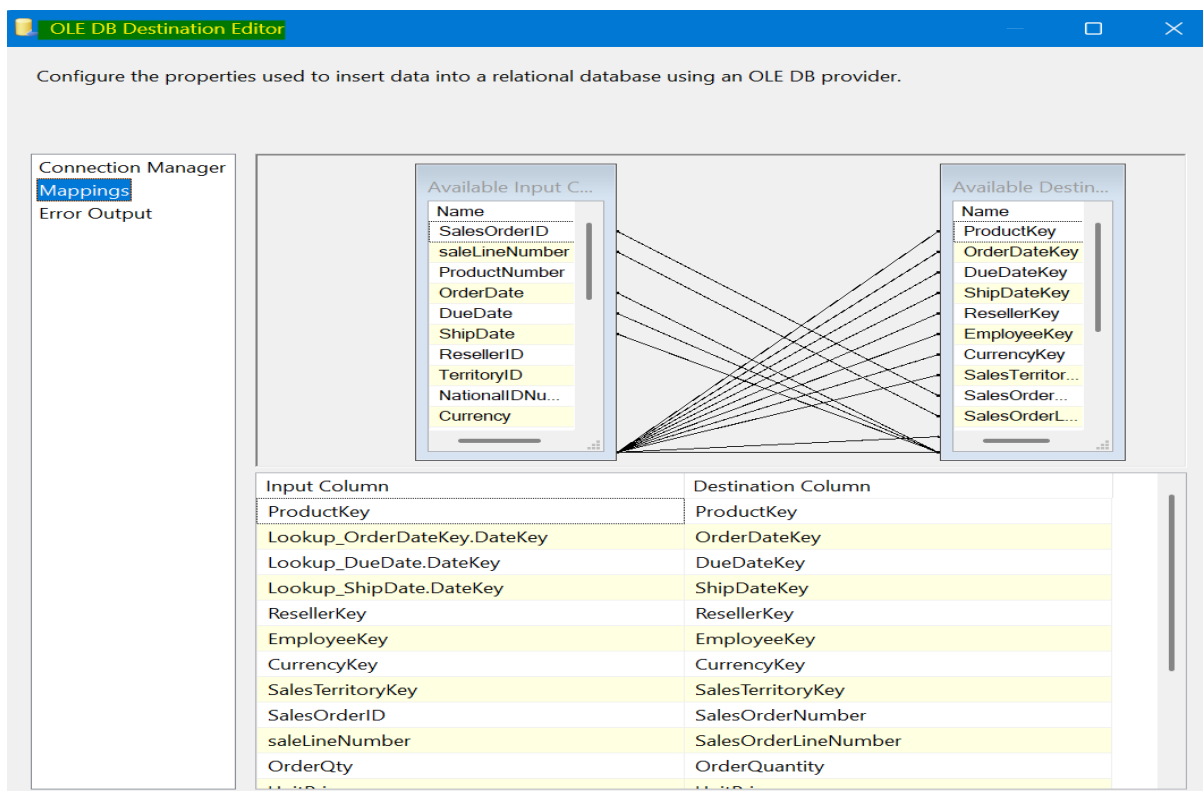 OLE DB Destination Editor
Configure the properties used to insert data into a relational database using an OLE DB provider.
Connection Manager
Mappings
Error Output
Available Input C...
Name
SalesOrderID
saleLineNumber
ProductNumber
OrderDate
DueDate
ShipDate
ResellerID
TerritoryID
NationalIDNu...
Currency
Available Destin...
Name
ProductKey
OrderDateKey
DueDateKey
ShipDateKey
ResellerKey
EmployeeKey
CurrencyKey
SalesTerritor...
SalesOrder...
SalesOrderL...
Input Column Destination Column
ProductKey ProductKey
Lookup_OrderDateKey.DateKey OrderDateKey
Lookup_DueDate.DateKey DueDateKey
Lookup_ShipDate.DateKey ShipDateKey
ResellerKey ResellerKey
EmployeeKey EmployeeKey
CurrencyKey CurrencyKey
SalesTerritoryKey SalesTerritoryKey
SalesOrderID SalesOrderNumber
saleLineNumber SalesOrderLineNumber
OrderQty OrderQuantity